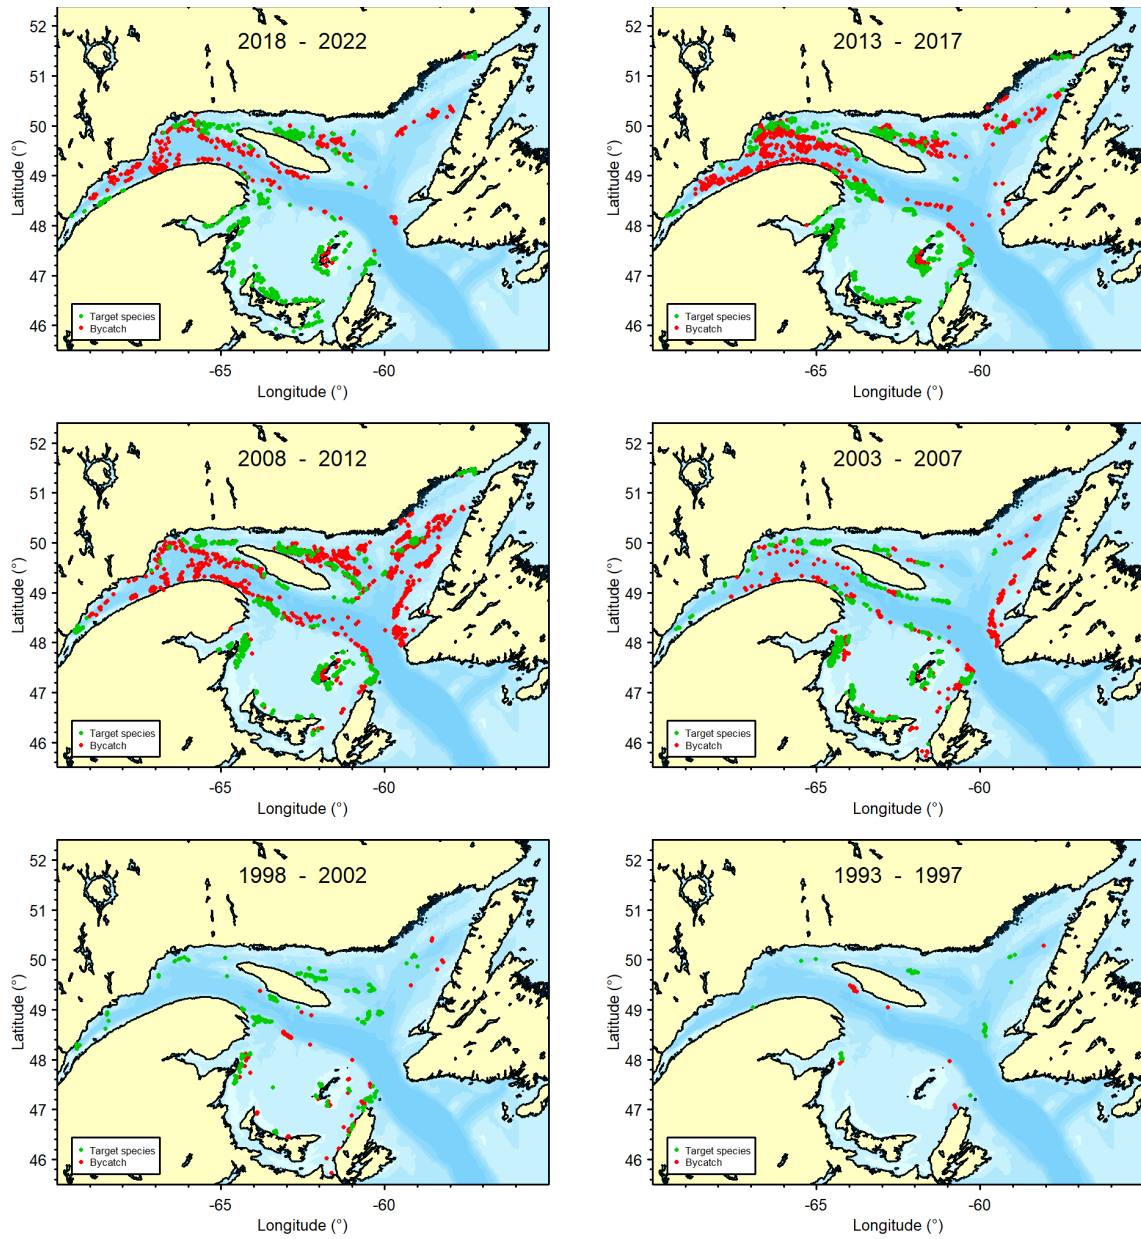 2018 - 2022
52
51
50
49
48
47
46
Latitude (°)
Target species
Bycatch
-65
-60
Longitude (°)
2013 - 2017
52
51
50
49
48
47
46
Latitude (°)
Target species
Bycatch
-65
-60
Longitude (°)
2008 - 2012
52
51
50
49
48
47
46
Latitude (°)
Target species
Bycatch
-65
-60
Longitude (°)
2003 - 2007
52
51
50
49
48
47
46
Latitude (°)
Target species
Bycatch
-65
-60
Longitude (°)
1998 - 2002
52
51
50
49
48
47
46
Latitude (°)
Target species
Bycatch
-65
-60
Longitude (°)
1993 - 1997
52
51
50
49
48
47
46
Latitude (°)
Target species
Bycatch
-65
-60
Longitude (°)